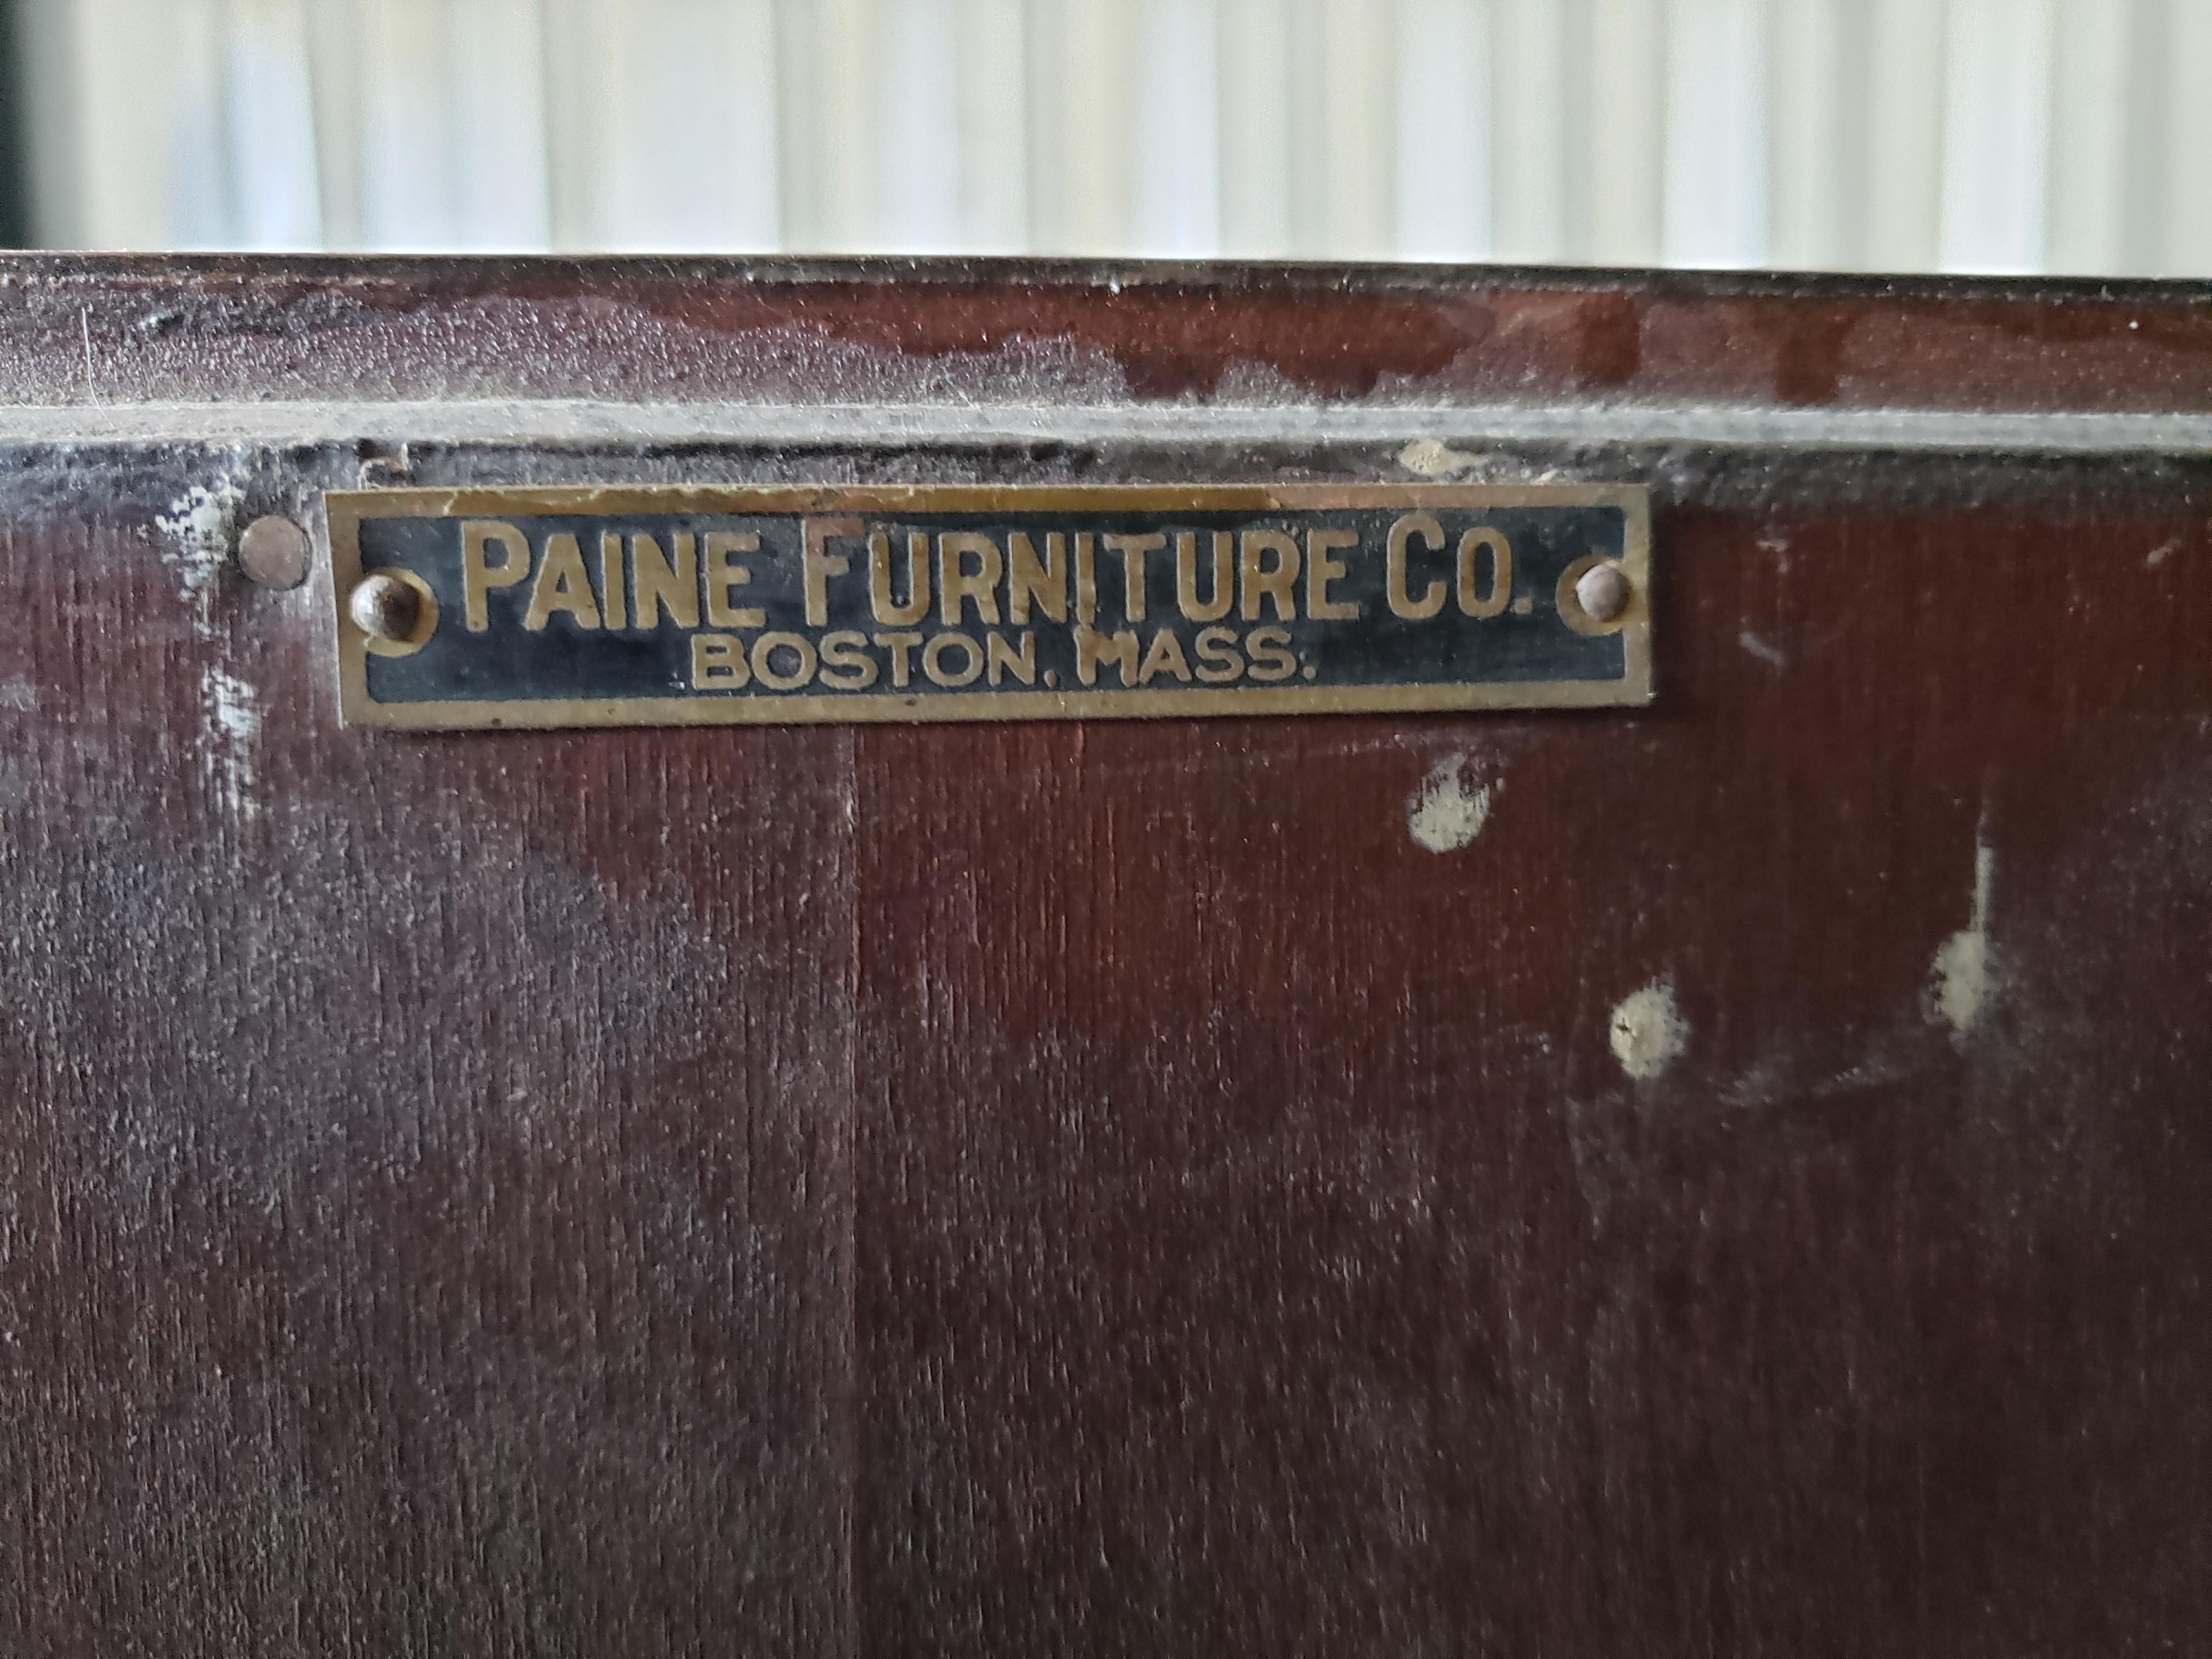 PAINE FURNITURE CO.
BOSTON, MASS.